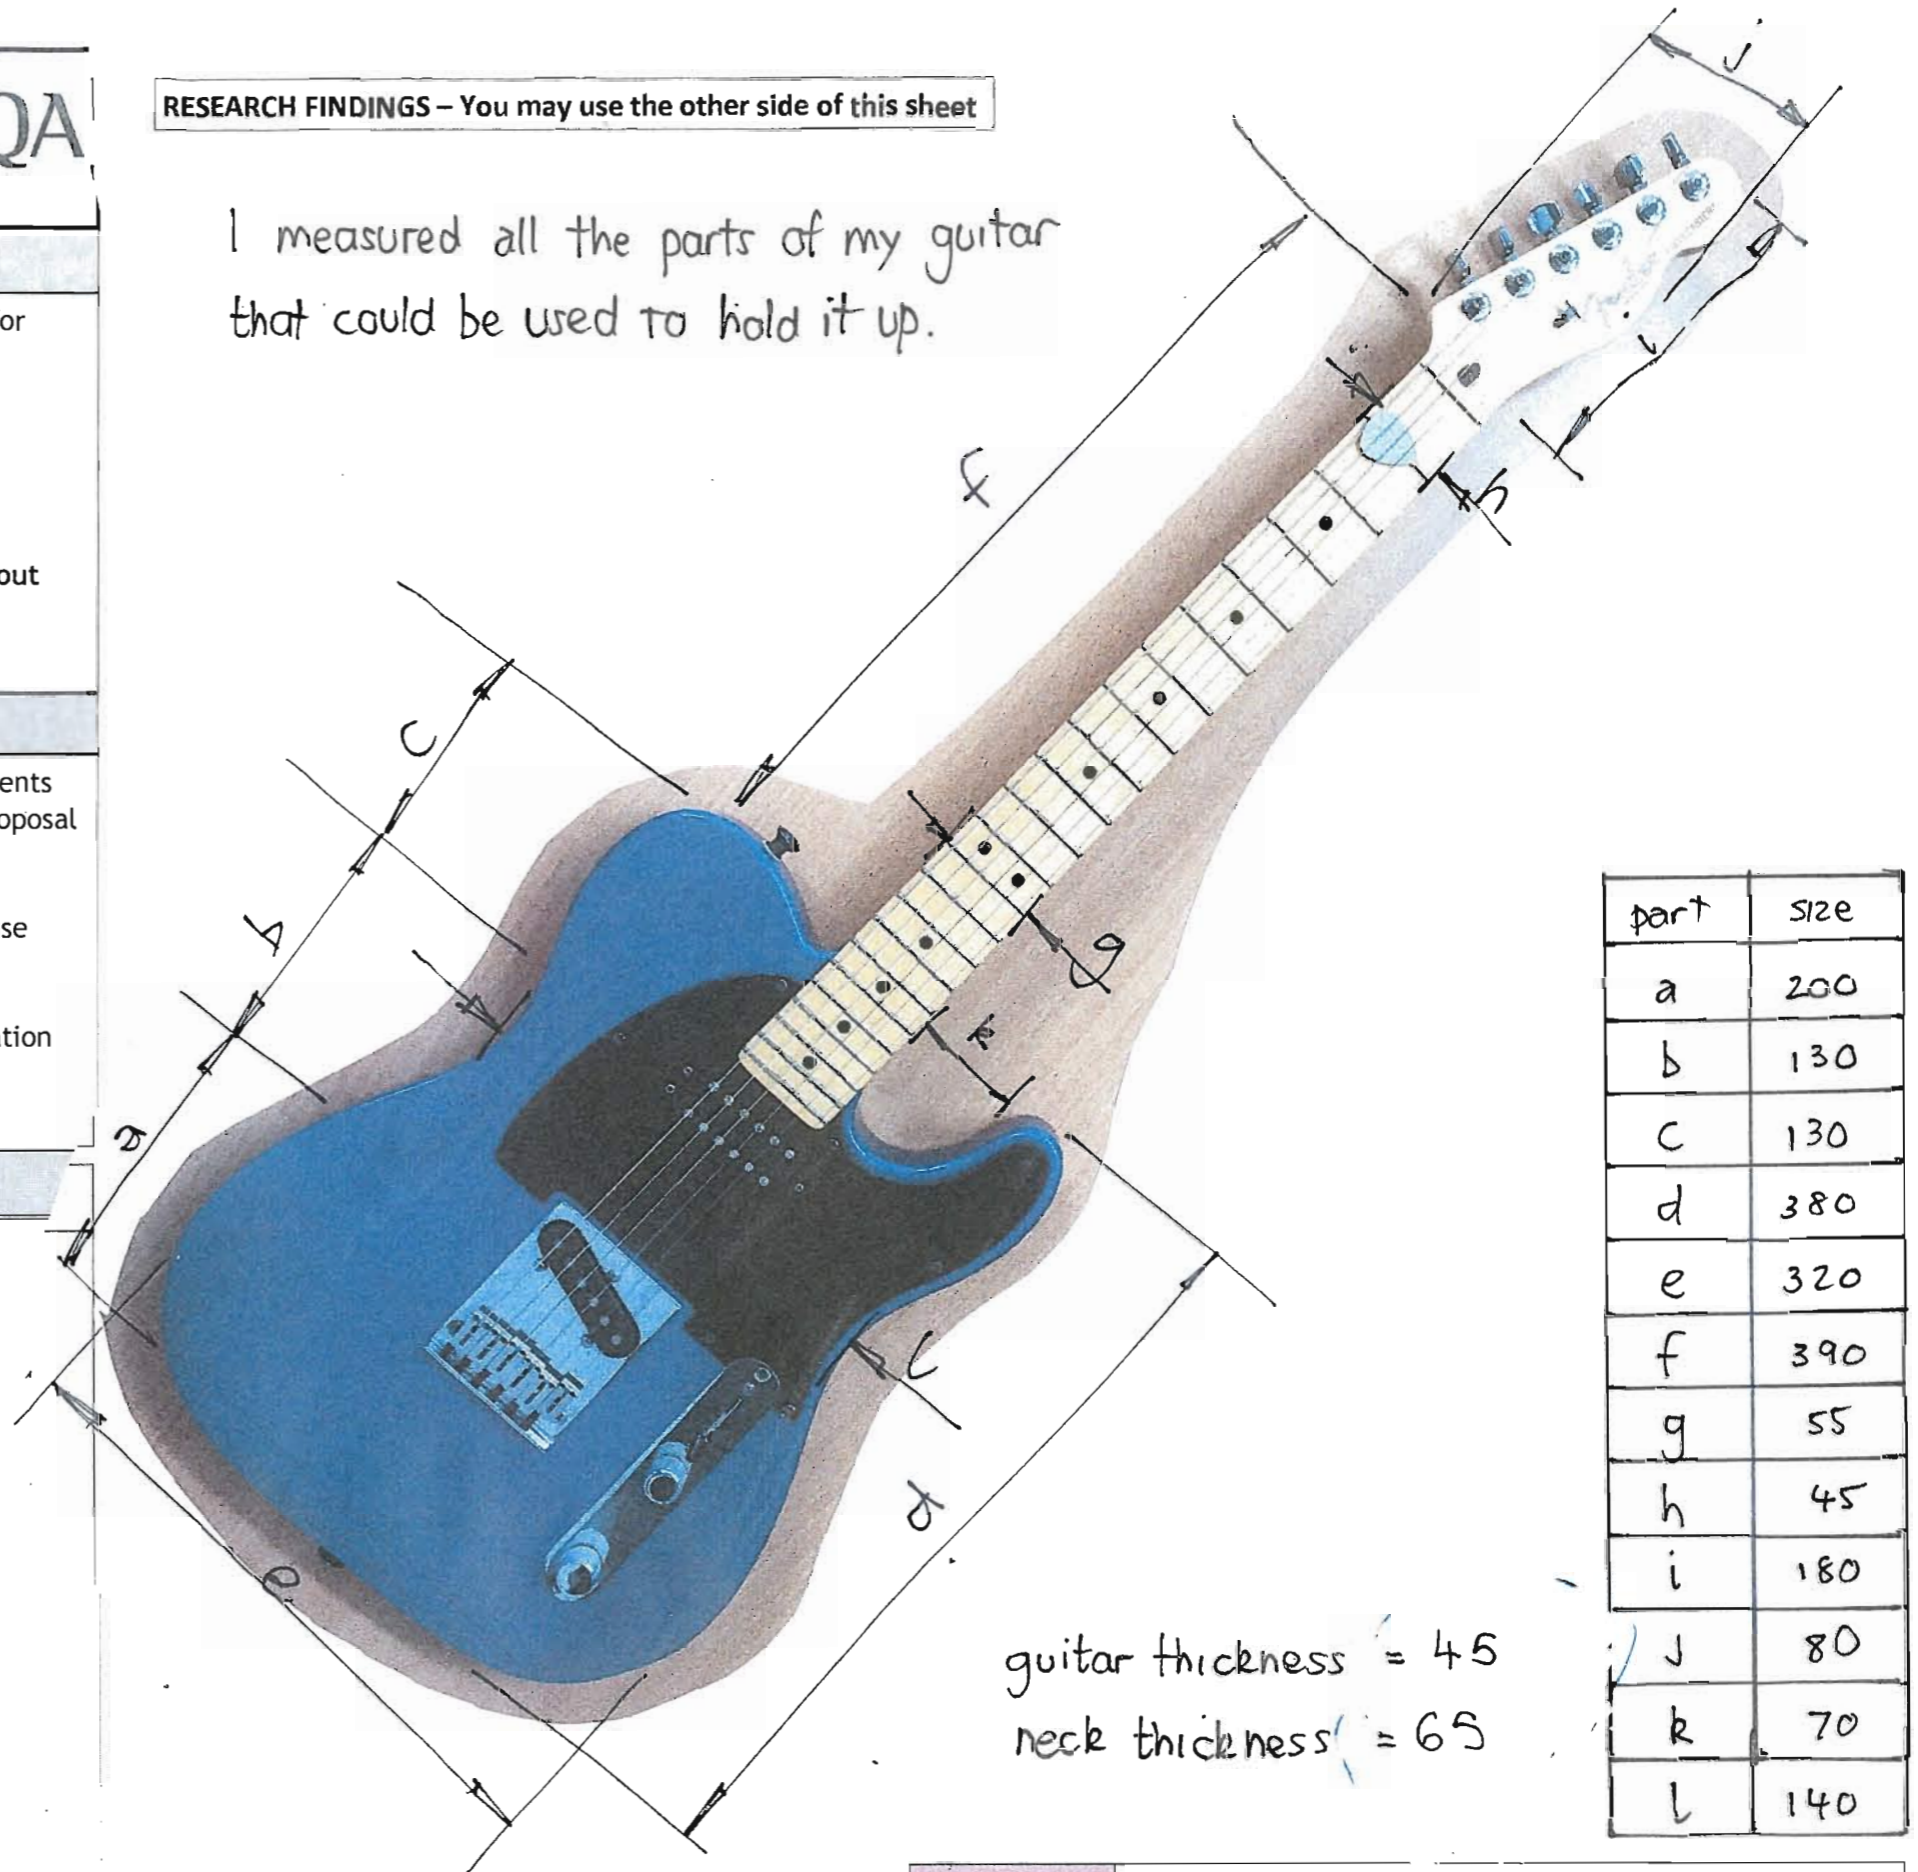 QA
RESEARCH FINDINGS – You may use the other side of this sheet
I measured all the parts of my guitar
that could be used to hold it up.
or
out
ents
oposal
se
ation
j
i
h
f
c
b
a
g
k
l
d
e
part size
a 200
b 130
c 130
d 380
e 320
f 390
g 55
h 45
i 180
j 80
k 70
l 140
guitar thickness = 45
neck thickness = 65